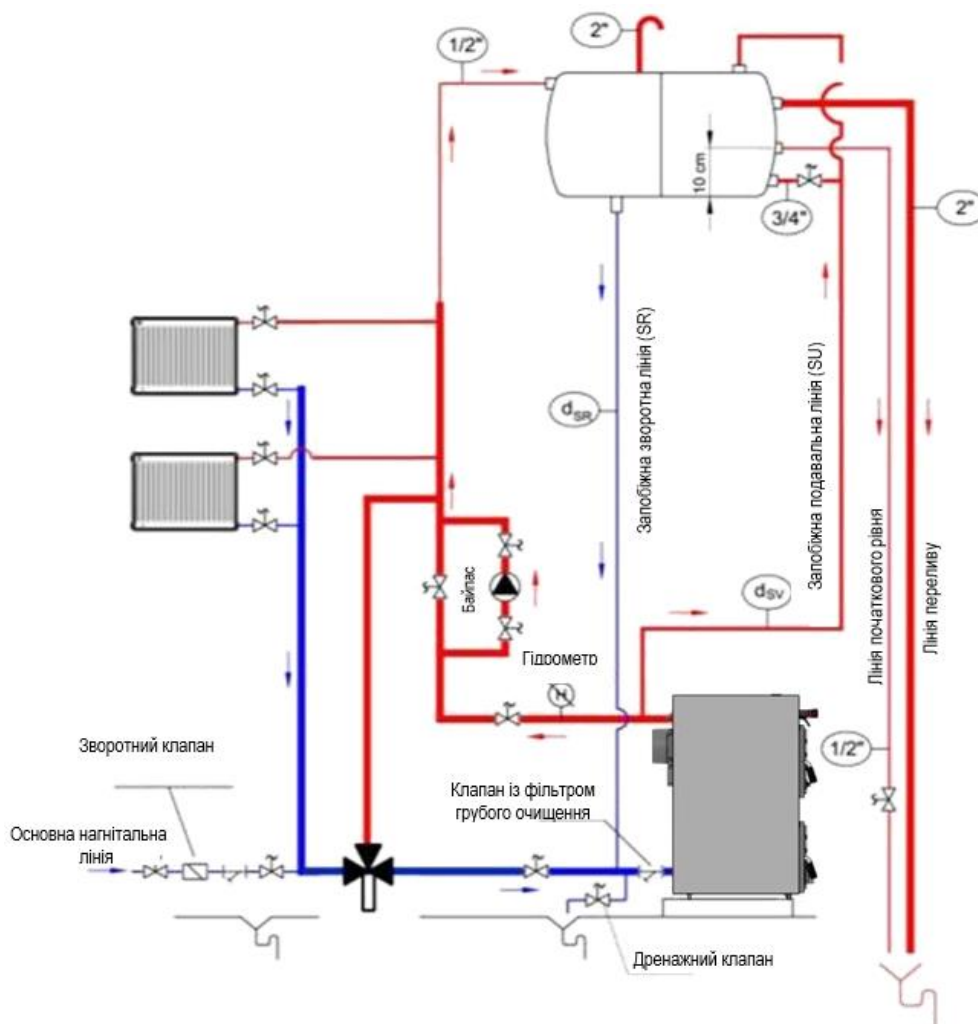 2"
1/2"
10 cm
3/4"
2"
Запобіжна зворотна лінія (SR)
Запобіжна подавальна лінія (SU)
dSR
Байпас
dSV
Лінія початкового рівня
Лінія переливу
Гідрометр
H
Зворотний клапан
1/2"
Клапан із фільтром
грубого очищення
Основна нагнітальна
лінія
Дренажний клапан